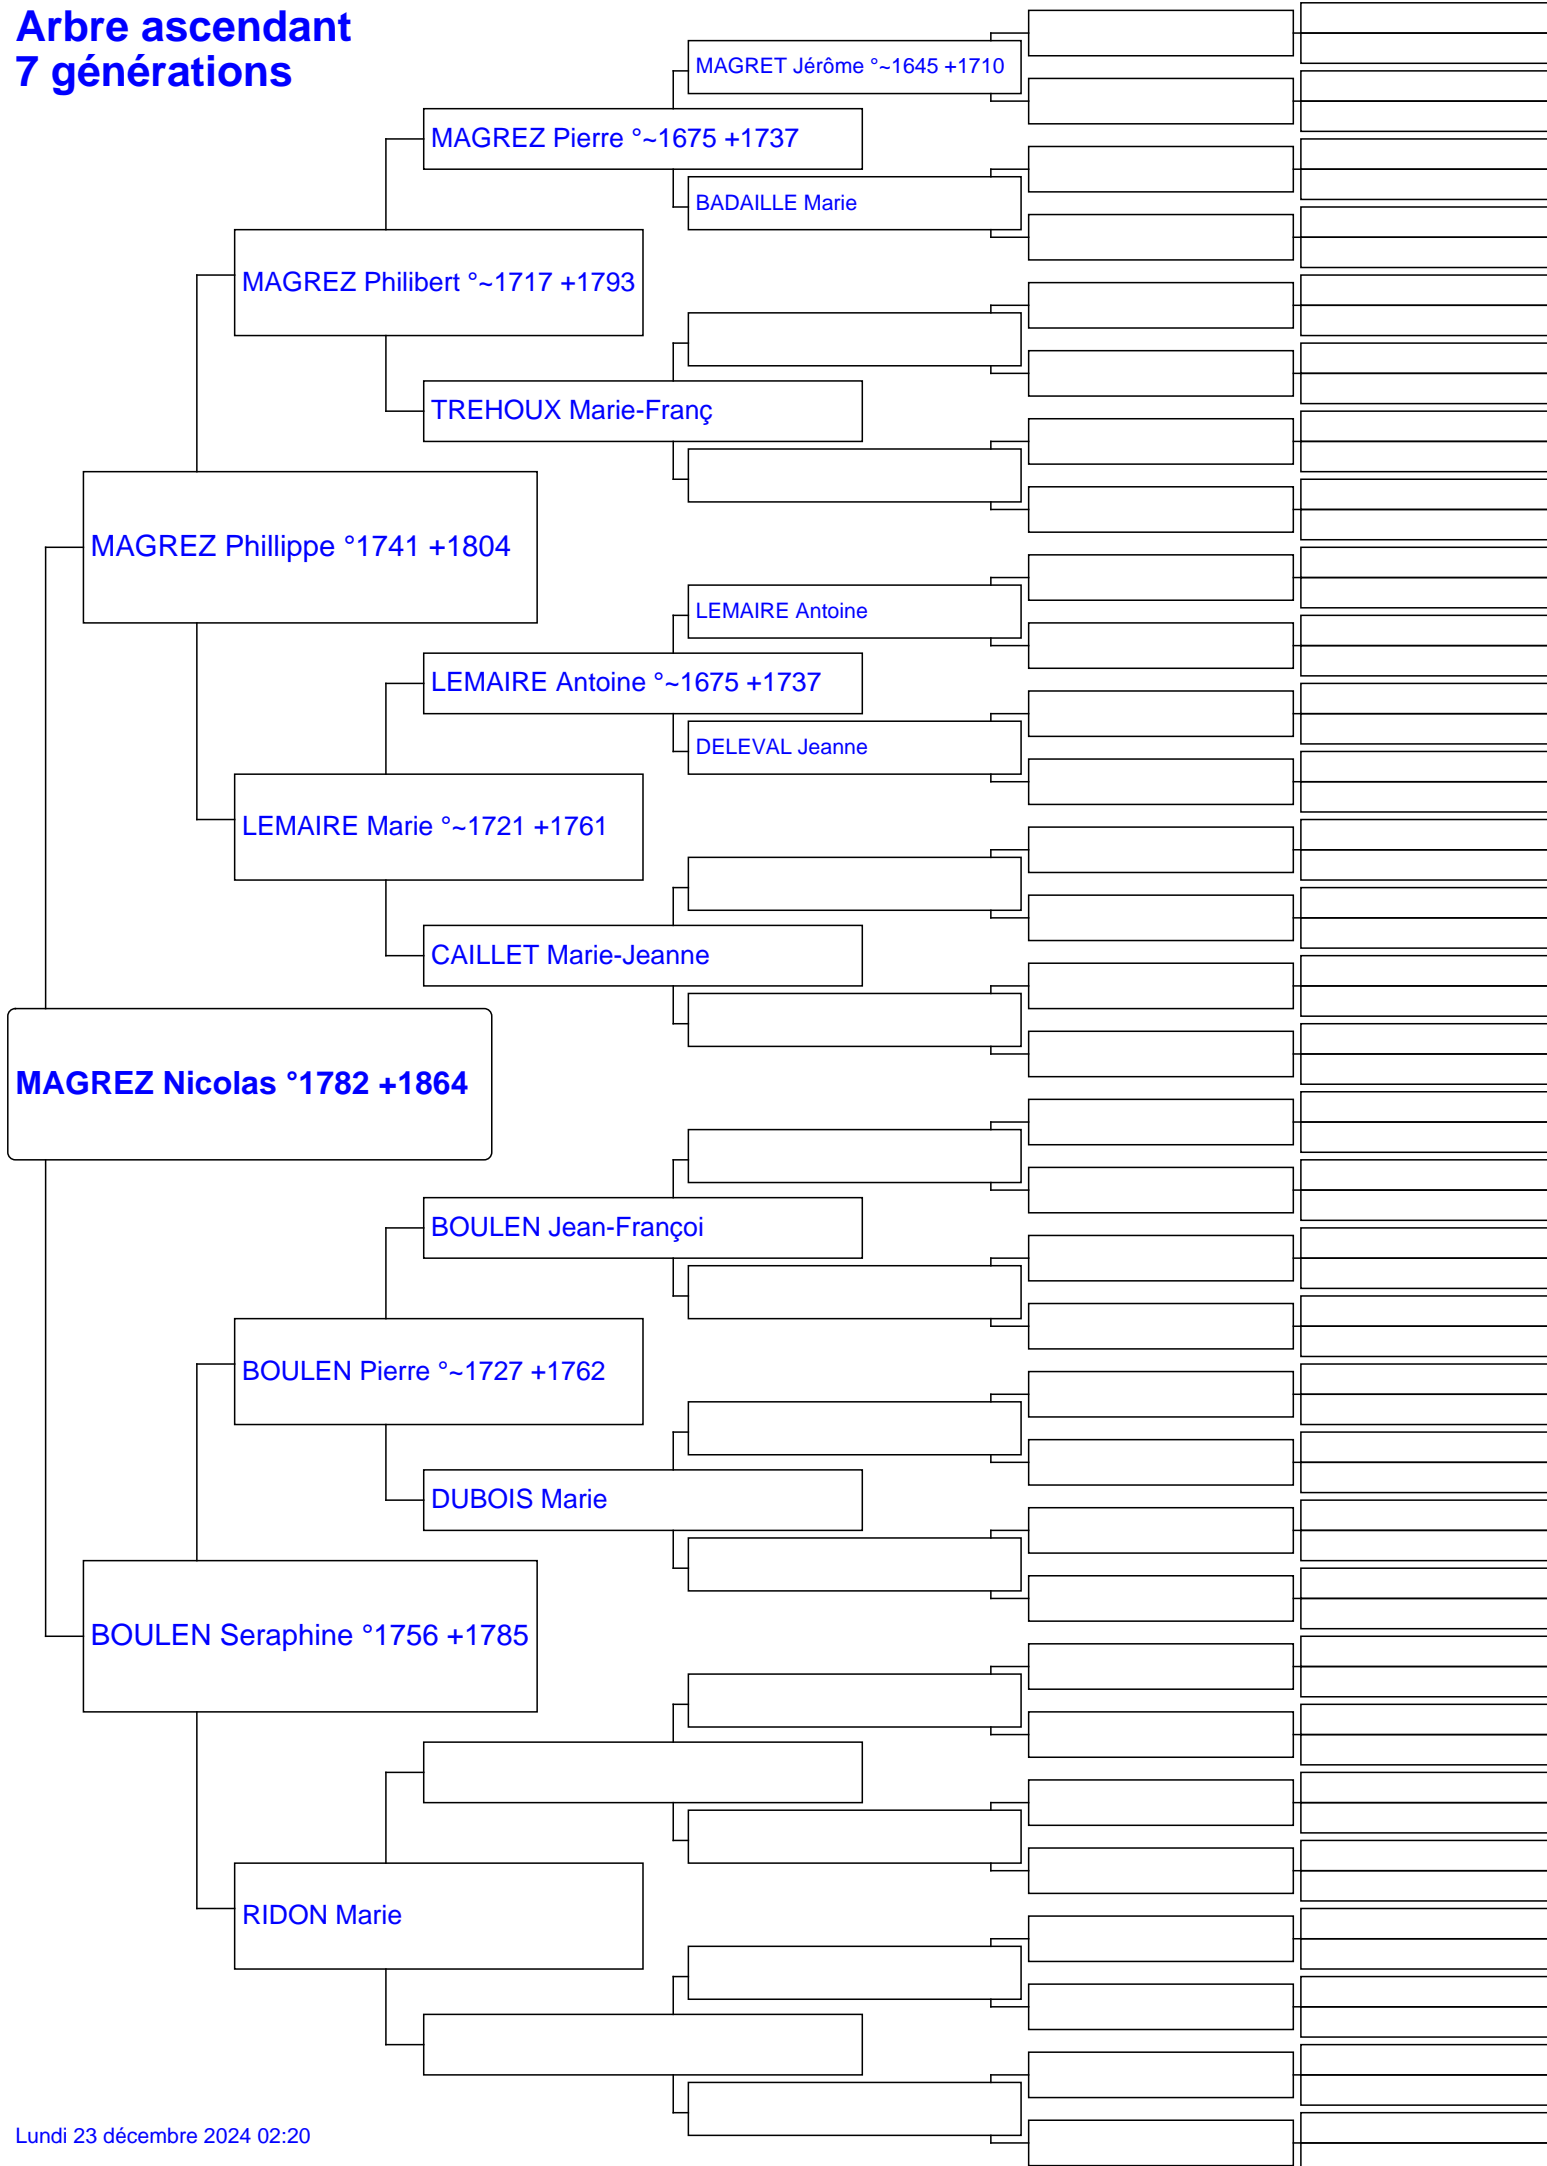 Arbre ascendant
7 générations
MAGRET Jérôme °~1645 +1710
MAGREZ Pierre °~1675 +1737
BADAILLE Marie
MAGREZ Philibert °~1717 +1793
TREHOUX Marie-Franç
MAGREZ Phillippe °1741 +1804
LEMAIRE Antoine
LEMAIRE Antoine °~1675 +1737
DELEVAL Jeanne
LEMAIRE Marie °~1721 +1761
CAILLET Marie-Jeanne
MAGREZ Nicolas °1782 +1864
BOULEN Jean-Françoi
BOULEN Pierre °~1727 +1762
DUBOIS Marie
BOULEN Seraphine °1756 +1785
RIDON Marie
Lundi 23 décembre 2024 02:20